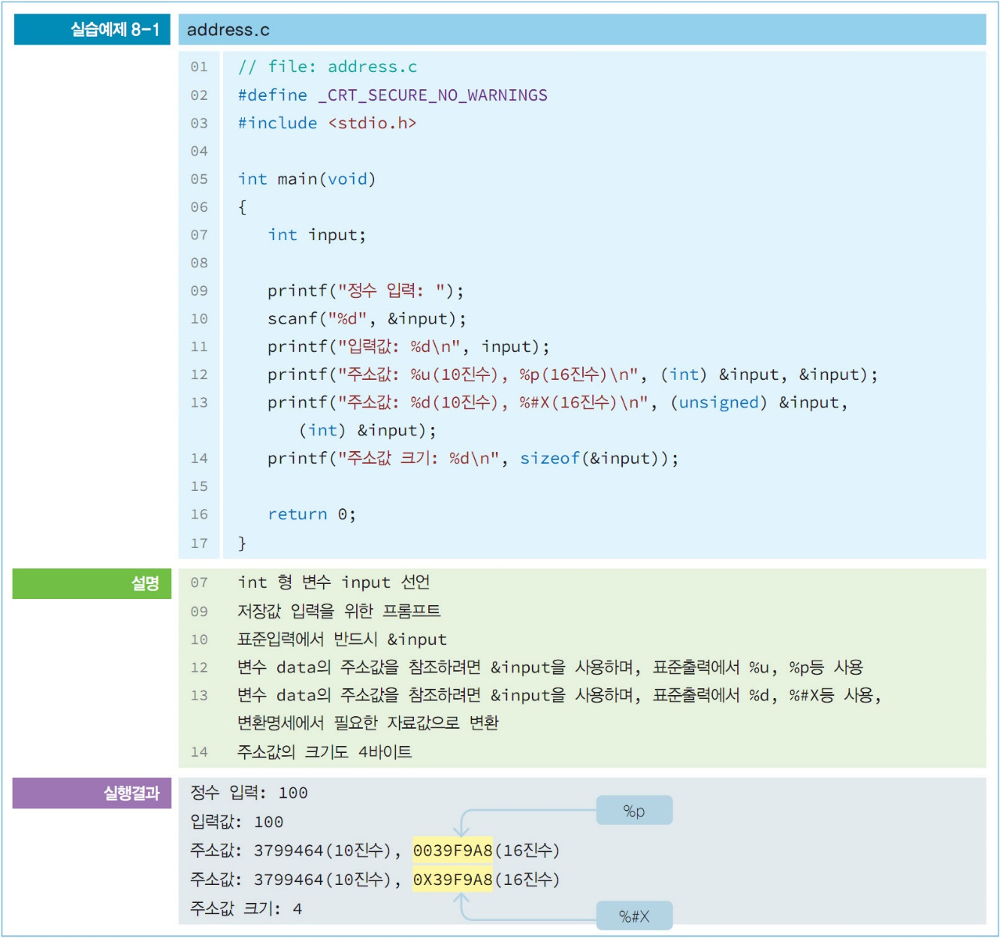 실습예제 8-1 address.c
01 // file: address.c
02 #define _CRT_SECURE_NO_WARNINGS
03 #include <stdio.h>
04
05 int main(void)
06 {
07 int input;
08
09 printf("정수 입력: ");
10 scanf("%d", &input);
11 printf("입력값: %d\n", input);
12 printf("주소값: %u(10진수), %p(16진수)\n", (int) &input, &input);
13 printf("주소값: %d(10진수), %#X(16진수)\n", (unsigned) &input,
(int) &input);
14 printf("주소값 크기: %d\n", sizeof(&input));
15
16 return 0;
17 }
설명
07 int 형 변수 input 선언
09 저장값 입력을 위한 프롬프트
10 표준입력에서 반드시 &input
12 변수 data의 주소값을 참조하려면 &input을 사용하며, 표준출력에서 %u, %p등 사용
13 변수 data의 주소값을 참조하려면 &input을 사용하며, 표준출력에서 %d, %#X등 사용,
변환명세에서 필요한 자료값으로 변환
14 주소값의 크기도 4바이트
실행결과
정수 입력: 100
%p
입력값: 100
주소값: 3799464(10진수), 0039F9A8(16진수)
주소값: 3799464(10진수), 0X39F9A8(16진수)
주소값 크기: 4
%#X